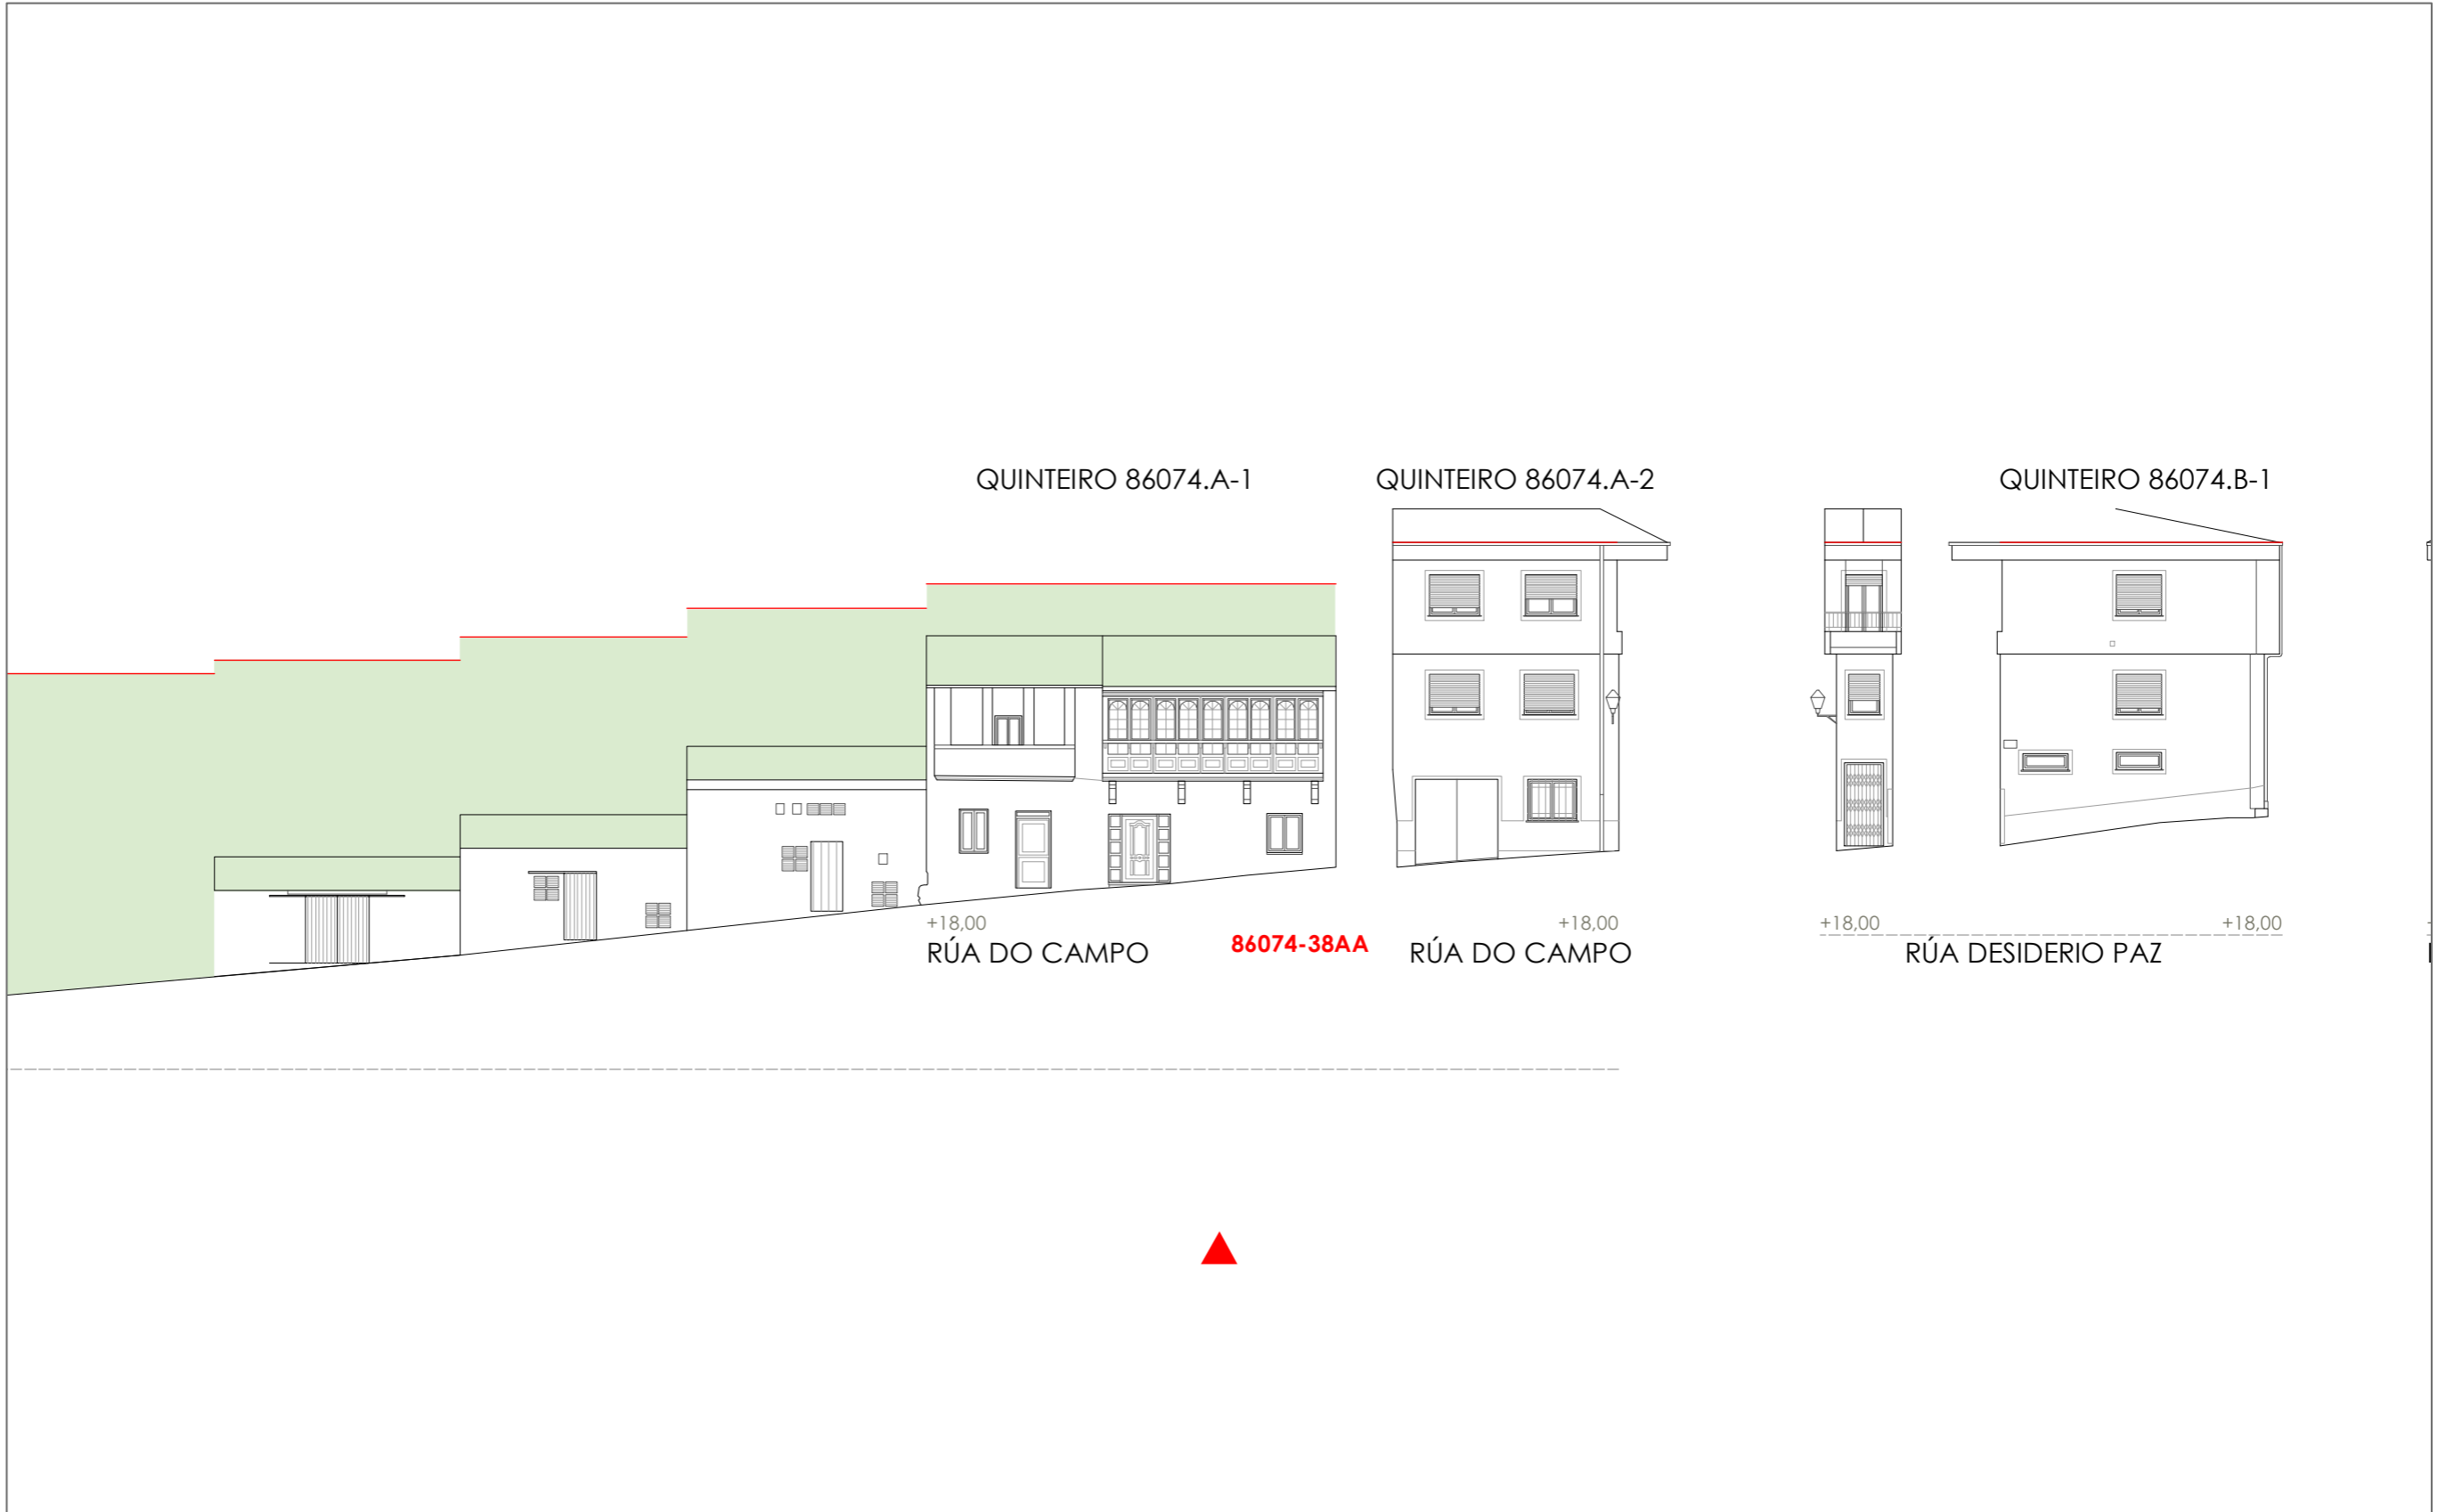 QUINTEIRO 86074.A-1
QUINTEIRO 86074.A-2
QUINTEIRO 86074.B-1
+18,00
+18,00
+18,00
+18,00
RÚA DO CAMPO
86074-38AA
RÚA DO CAMPO
RÚA DESIDERIO PAZ